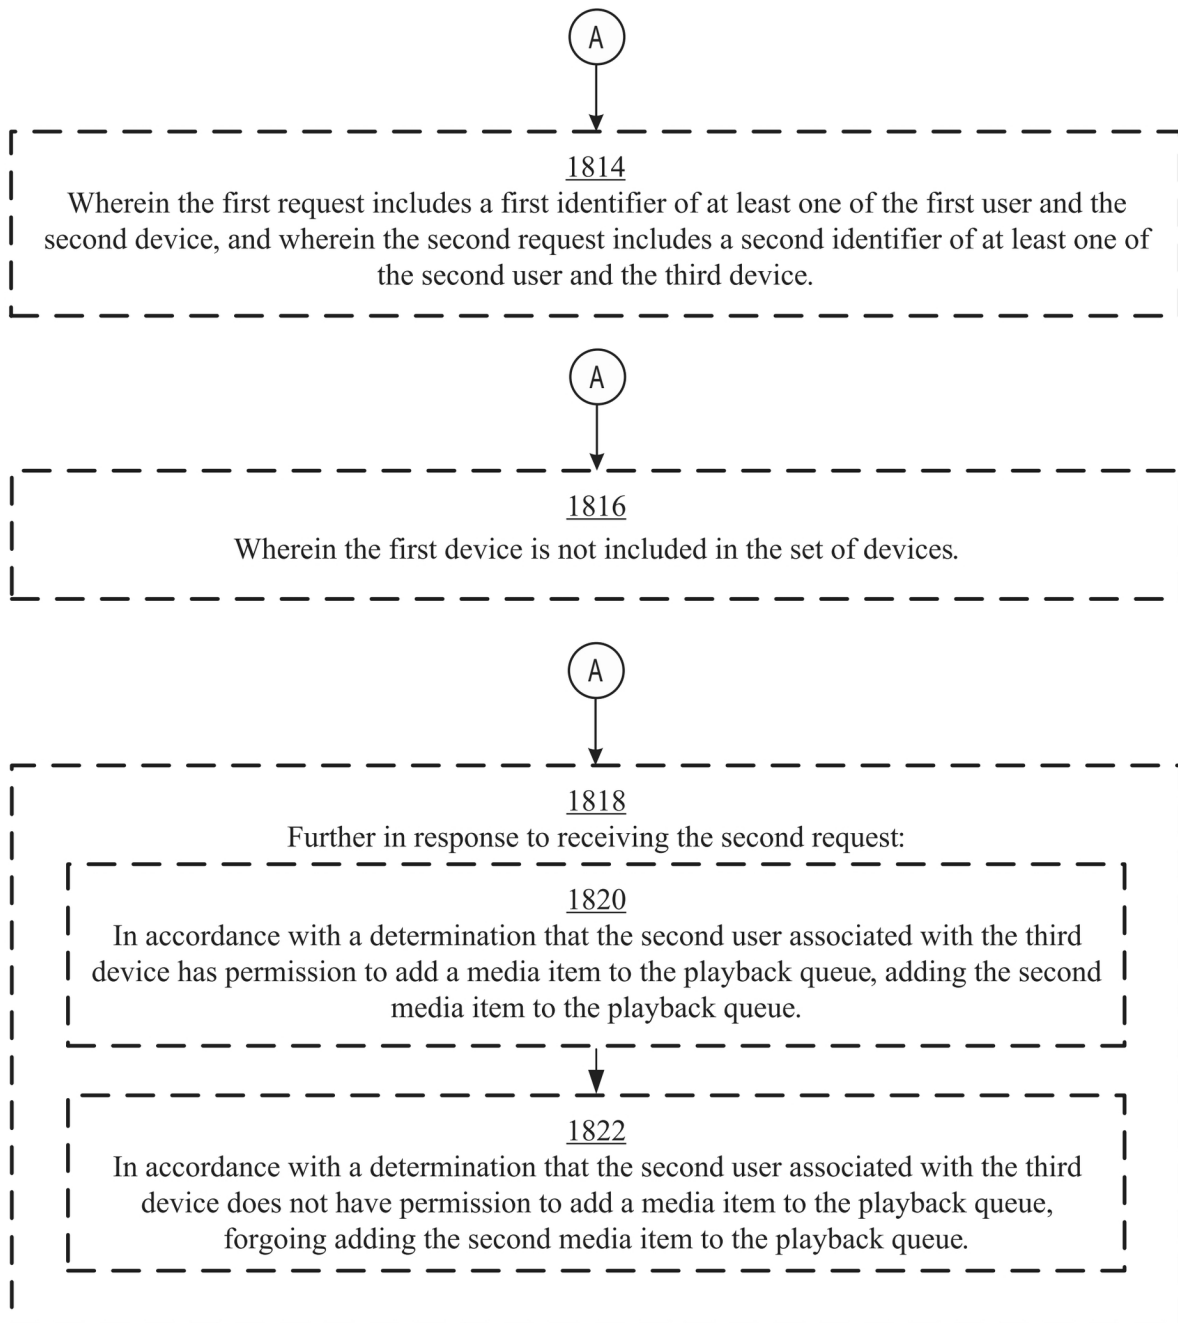 A
1814
Wherein the first request includes a first identifier of at least one of the first user and the
second device, and wherein the second request includes a second identifier of at least one of
the second user and the third device.
A
1816
Wherein the first device is not included in the set of devices.
A
1818
Further in response to receiving the second request:
1820
In accordance with a determination that the second user associated with the third
device has permission to add a media item to the playback queue, adding the second
media item to the playback queue.
1822
In accordance with a determination that the second user associated with the third
device does not have permission to add a media item to the playback queue,
forgoing adding the second media item to the playback queue.